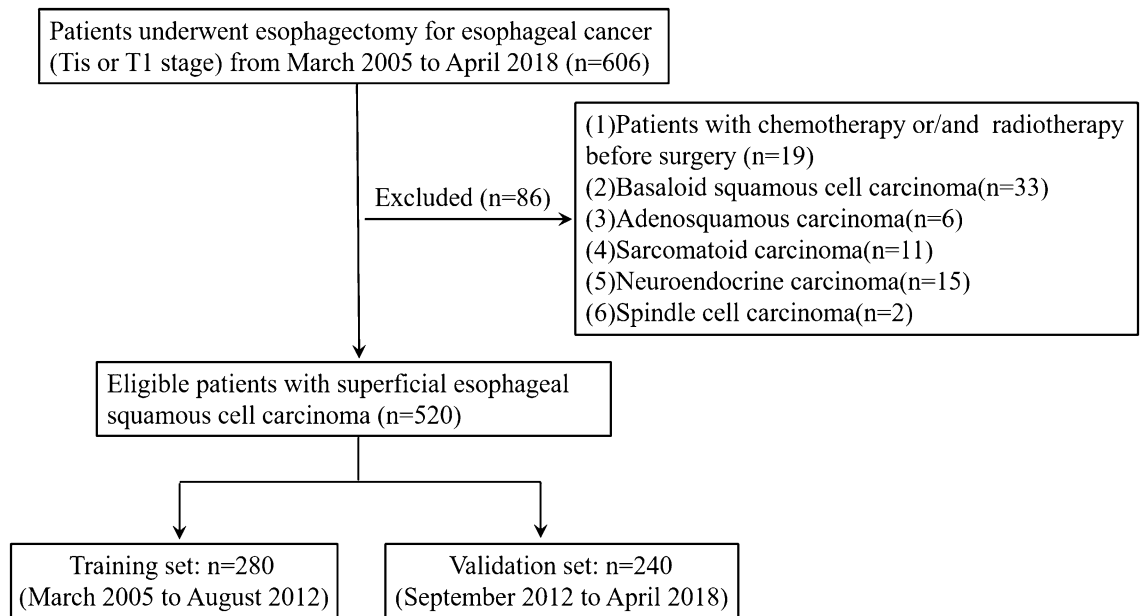 Patients underwent esophagectomy for esophageal cancer
(Tis or T1 stage) from March 2005 to April 2018 (n=606)
(1)Patients with chemotherapy or/and radiotherapy
before surgery (n=19)
(2)Basaloid squamous cell carcinoma(n=33)
Excluded (n=86)
(3)Adenosquamous carcinoma(n=6)
(4)Sarcomatoid carcinoma(n=11)
(5)Neuroendocrine carcinoma(n=15)
(6)Spindle cell carcinoma(n=2)
Eligible patients with superficial esophageal
squamous cell carcinoma (n=520)
Training set: n=280
(March 2005 to August 2012)
Validation set: n=240
(September 2012 to April 2018)